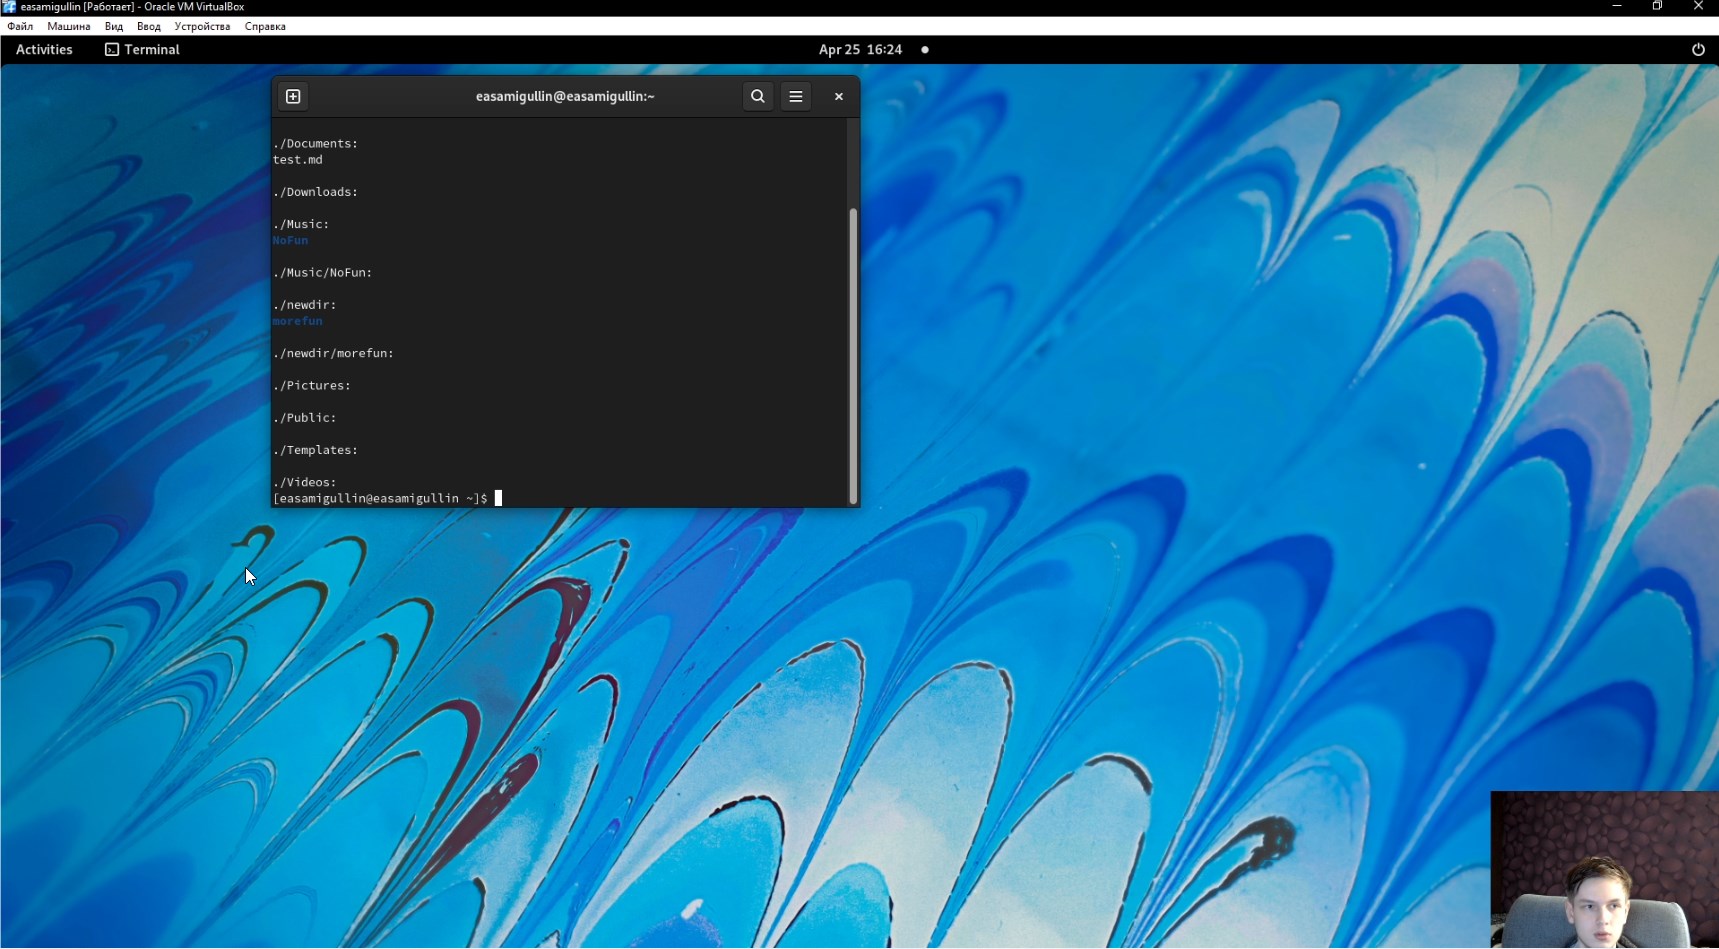 easamigullin [Работает] - Oracle VM VirtualBox
Файл Машина Вид Ввод Устройства Справка
Activities Terminal Apr 25 16:24
easamigullin@easamigullin:~
./Documents:
test.md
./Downloads:
./Music:
NoFun
./Music/NoFun:
./newdir:
morefun
./newdir/morefun:
./Pictures:
./Public:
./Templates:
./Videos:
[easamigullin@easamigullin ~]$